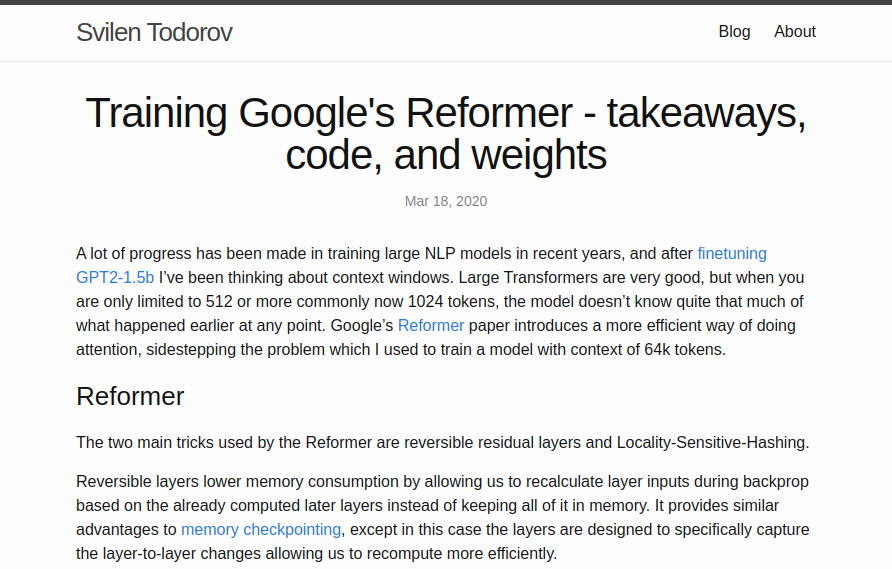 Svilen Todorov
Blog About
Training Google's Reformer - takeaways,
code, and weights
Mar 18, 2020
A lot of progress has been made in training large NLP models in recent years, and after finetuning
GPT2-1.5b I’ve been thinking about context windows. Large Transformers are very good, but when you
are only limited to 512 or more commonly now 1024 tokens, the model doesn’t know quite that much of
what happened earlier at any point. Google’s Reformer paper introduces a more efficient way of doing
attention, sidestepping the problem which I used to train a model with context of 64k tokens.
Reformer
The two main tricks used by the Reformer are reversible residual layers and Locality-Sensitive-Hashing.
Reversible layers lower memory consumption by allowing us to recalculate layer inputs during backprop
based on the already computed later layers instead of keeping all of it in memory. It provides similar
advantages to memory checkpointing, except in this case the layers are designed to specifically capture
the layer-to-layer changes allowing us to recompute more efficiently.